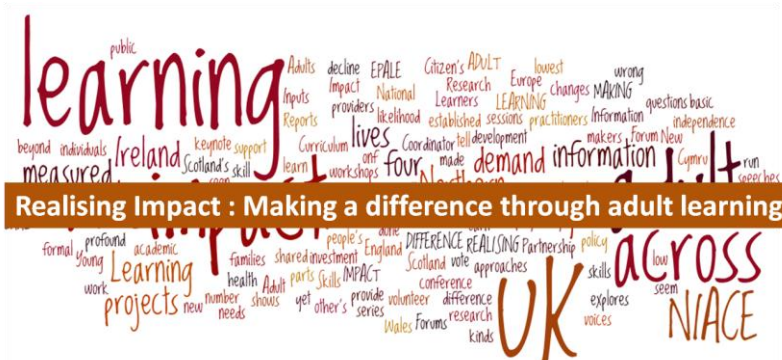 public
learning
Adults decline EPALE Citizen's ADULT lowest
Impact Research Europe changes MAKING wrong
Inputs National Learners LEARNING questions basic
Reports providers likelihood established sessions practitioners Information independence
beyond individuals Ireland keynote support Curriculum lives Coordinator tell development makers Forum New
Scotland's skill learn workshops onf four made demand information Cymru run
measured speeches
Realising Impact : Making a difference through adult learning
formal profound academic families shared investment people's England DIFFERENCE REALISING Partnership policy across
young Learning health Adult parts Skills IMPACT Scotland vote approaches skills low
work projects new number needs shows yet other's provide series volunteer conference difference research kinds UK explores seem voices
Wales Forums NIACE